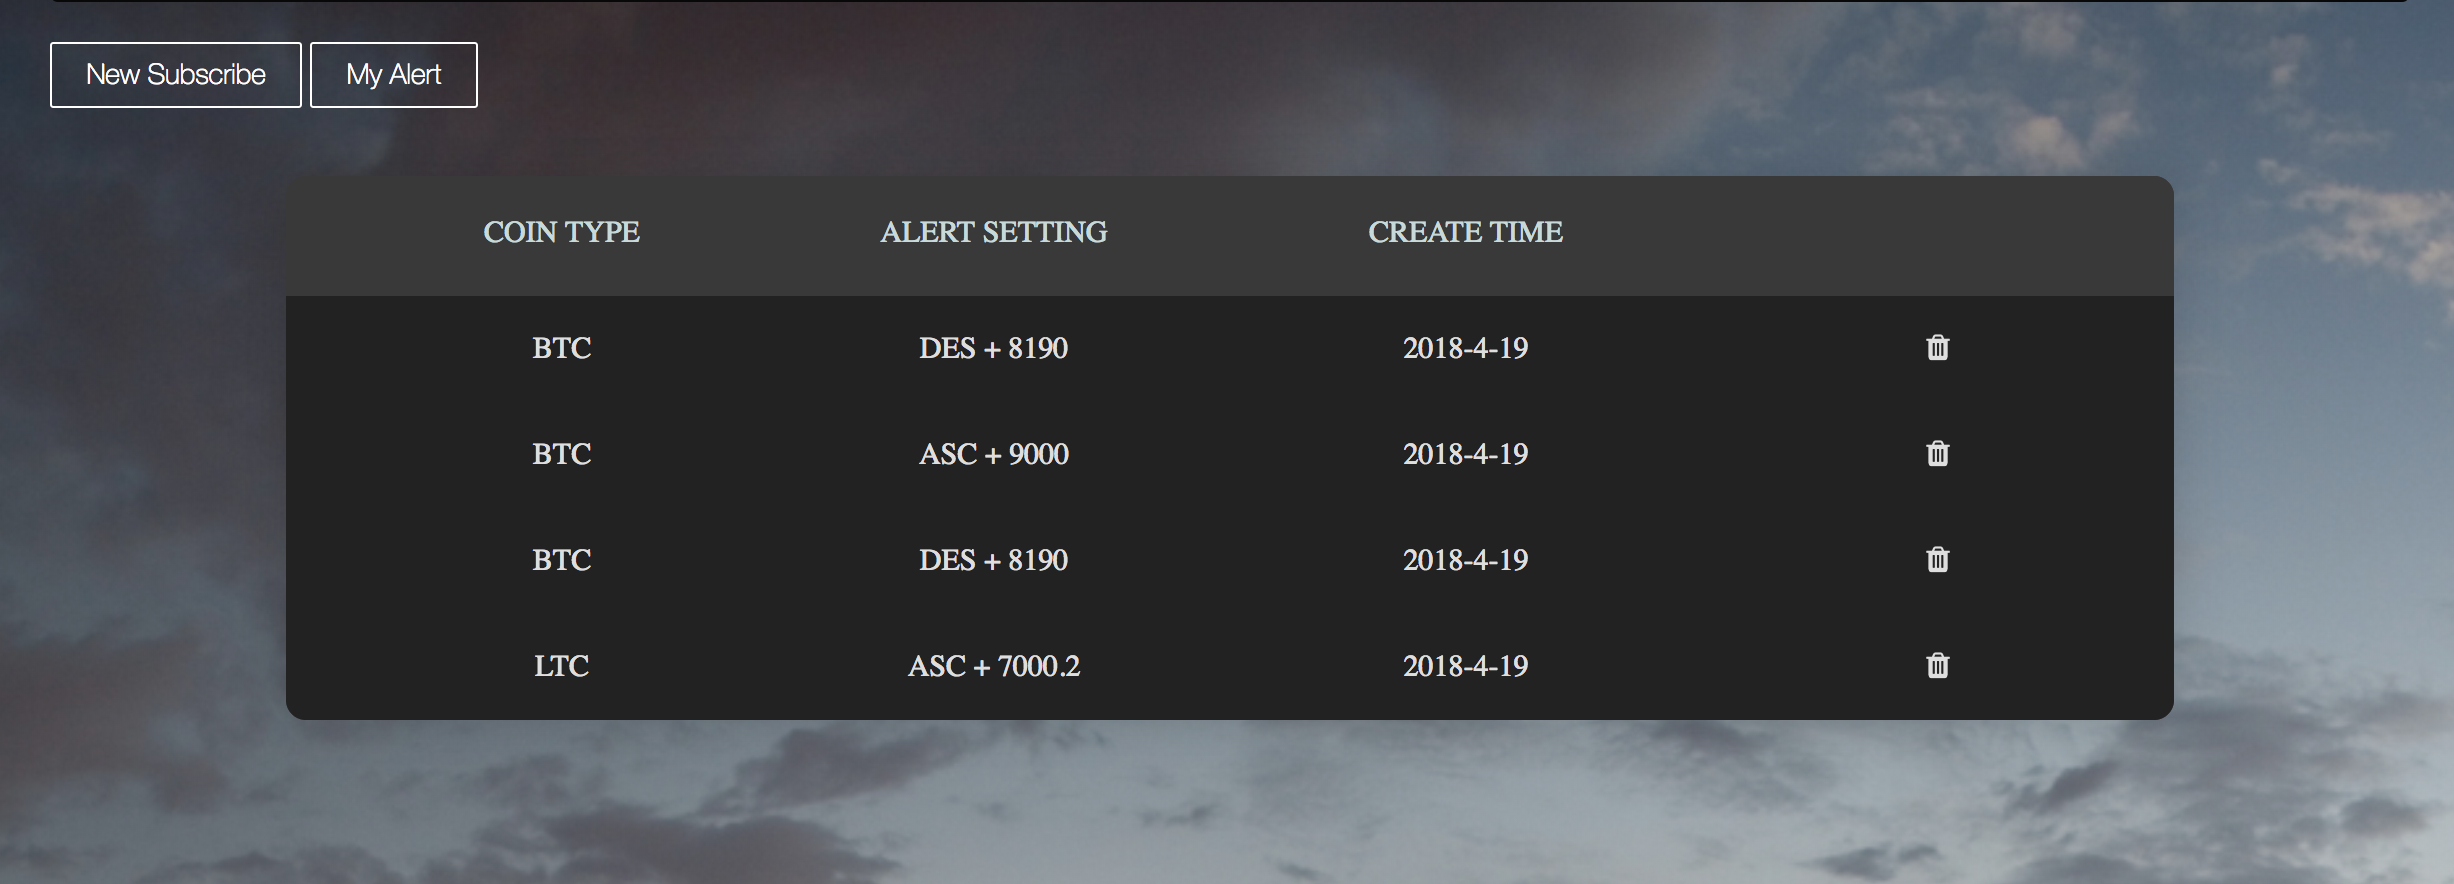 New Subscribe My Alert
COIN TYPE ALERT SETTING CREATE TIME
BTC DES + 8190 2018-4-19
BTC ASC + 9000 2018-4-19
BTC DES + 8190 2018-4-19
LTC ASC + 7000.2 2018-4-19